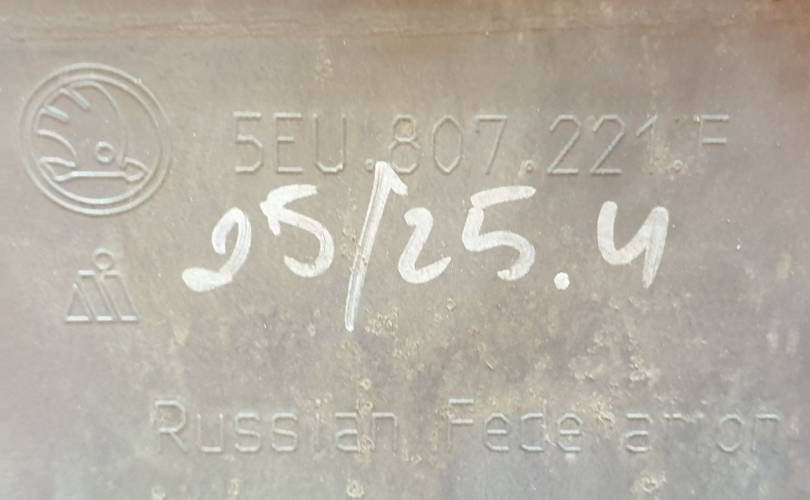 5EU.807.221.F
25/25.4
Russian Federation